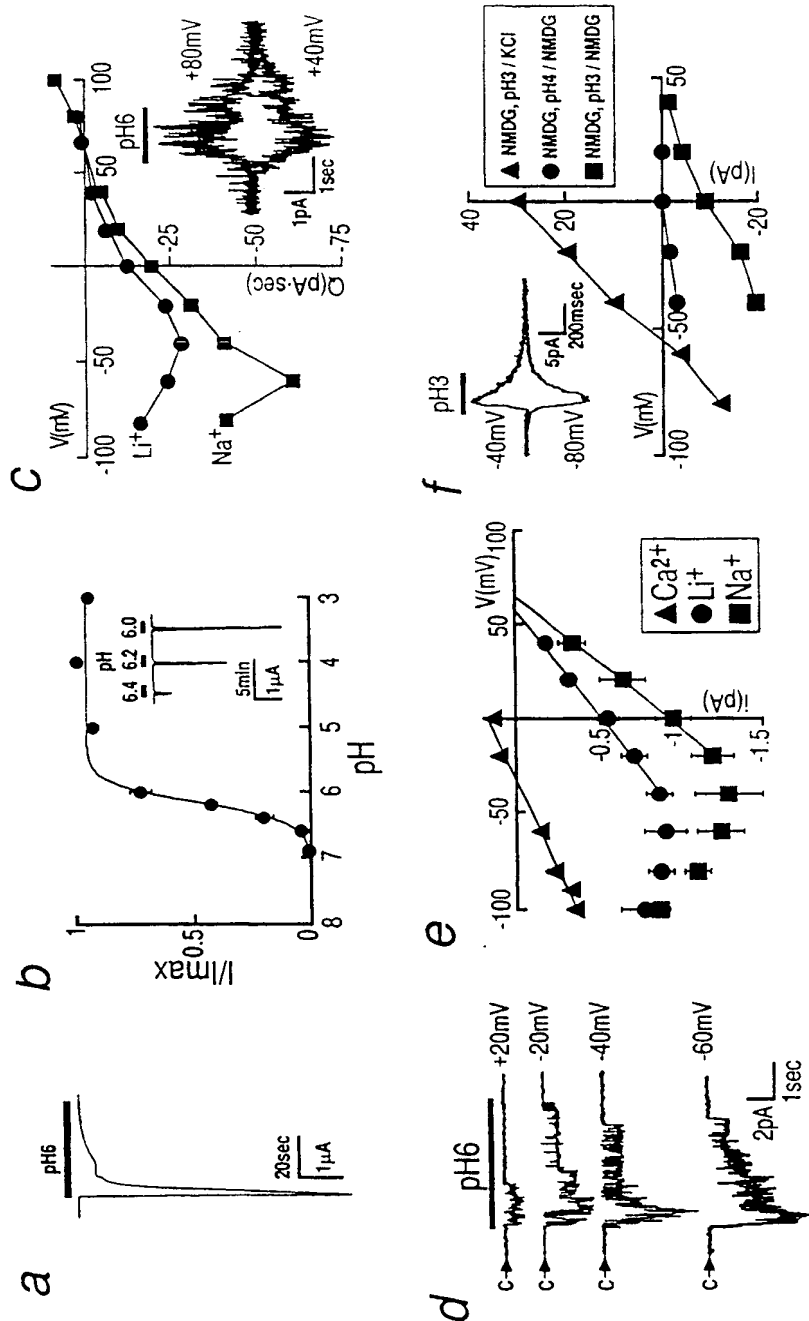 a
pH6
20sec
1µA
b
I/Imax
1
0.5
0
8
7
6
5
4
3
pH
pH
6.4
6.2
6.0
5min
1µA
c
V(mV)
-100
-50
50
100
Li+
Na+
-25
-50
-75
Q(pA·sec)
pH6
+80mV
+40mV
1pA
1sec
d
pH6
C
+20mV
C
-20mV
C
-40mV
C
-60mV
2pA
1sec
e
-100
-50
50
100
V(mV)
-0.5
-1
-1.5
i(pA)
Ca2+
Li+
Na+
f
pH3
-40mV
-80mV
5pA
200msec
40
20
-20
I(pA)
V(mV)
-100
-50
50
NMDG, pH3 / KCl
NMDG, pH4 / NMDG
NMDG, pH3 / NMDG